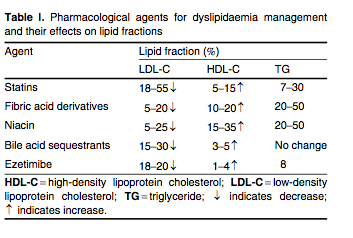 Table I. Pharmacological agents for dyslipidaemia management
and their effects on lipid fractions
Agent Lipid fraction (%)
LDL-C HDL-C TG
Statins 18–55↓ 5–15↑ 7–30
Fibric acid derivatives 5–20↓ 10–20↑ 20–50
Niacin 5–25↓ 15–35↑ 20–50
Bile acid sequestrants 15–30↓ 3–5↑ No change
Ezetimibe 18–20↓ 1–4↑ 8
HDL-C = high-density lipoprotein cholesterol; LDL-C = low-density
lipoprotein cholesterol; TG = triglyceride; ↓ indicates decrease;
↑ indicates increase.